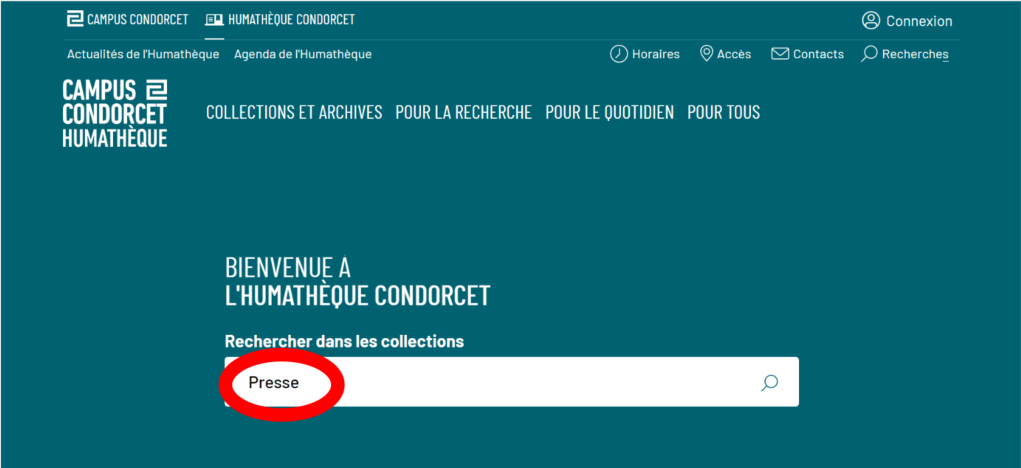 CAMPUS CONDORCET HUMATHÈQUE CONDORCET Connexion
Actualités de l'Humathèque Agenda de l'Humathèque Horaires Accès Contacts Recherches
CAMPUS
CONDORCET
HUMATHÈQUE
COLLECTIONS ET ARCHIVES POUR LA RECHERCHE POUR LE QUOTIDIEN POUR TOUS
BIENVENUE À
L'HUMATHÈQUE CONDORCET
Rechercher dans les collections
Presse